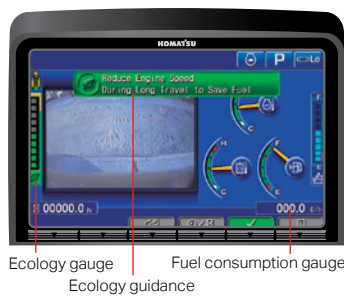 KOMATSU
P Lo
Reduce Engine Speed
During Long Travel to Save Fuel
H
C
H F
C E
00000.0 h
000.0
Ecology gauge
Fuel consumption gauge
Ecology guidance